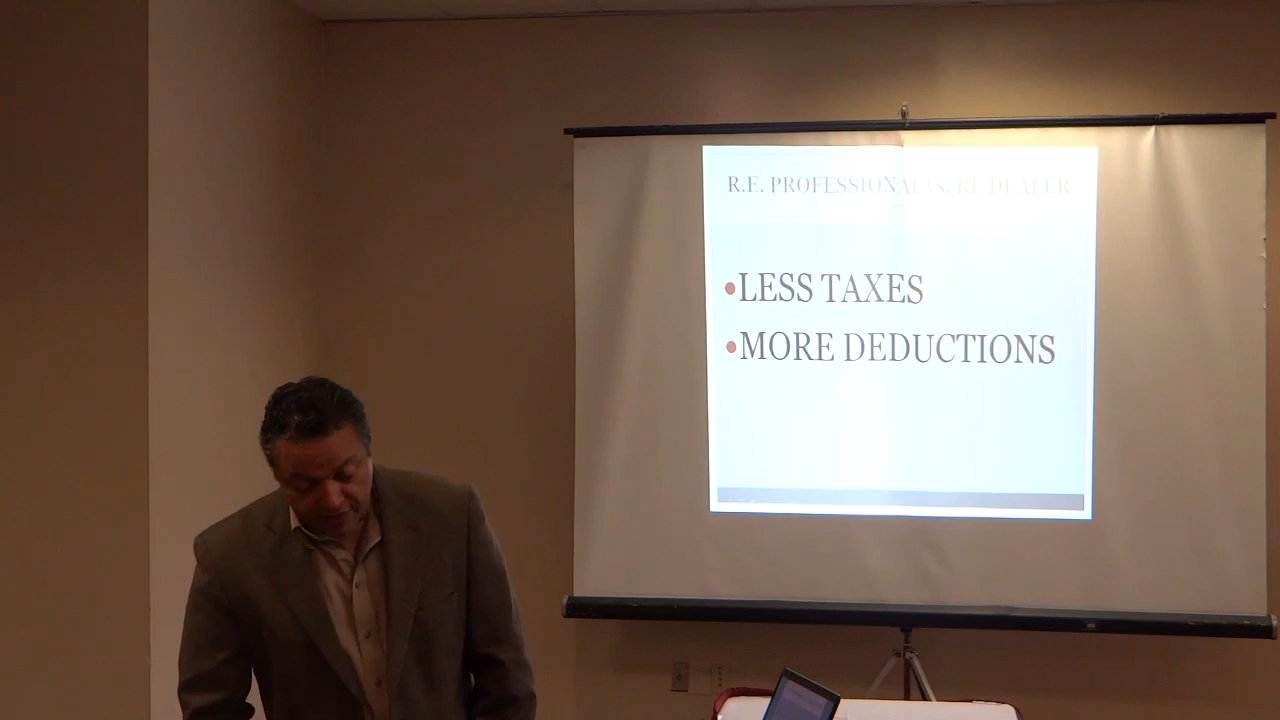 R.E. PROFESSIONAL vs. RE DEALER
•LESS TAXES
•MORE DEDUCTIONS